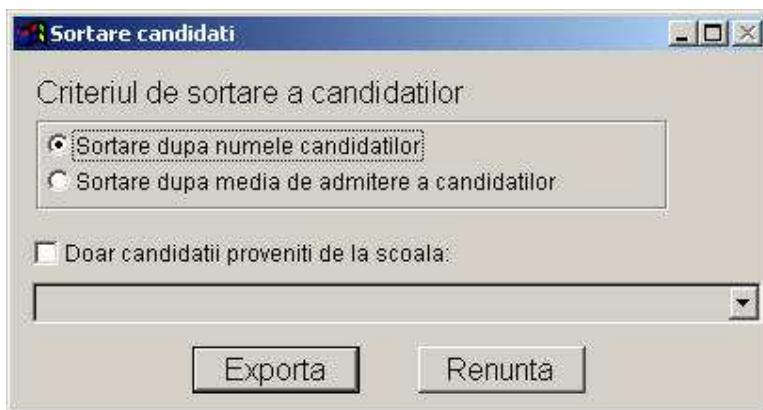 Sortare candidati
Criteriul de sortare a candidatilor
Sortare dupa numele candidatilor
Sortare dupa media de admitere a candidatilor
Doar candidatii proveniti de la scoala:
Exporta Renunta